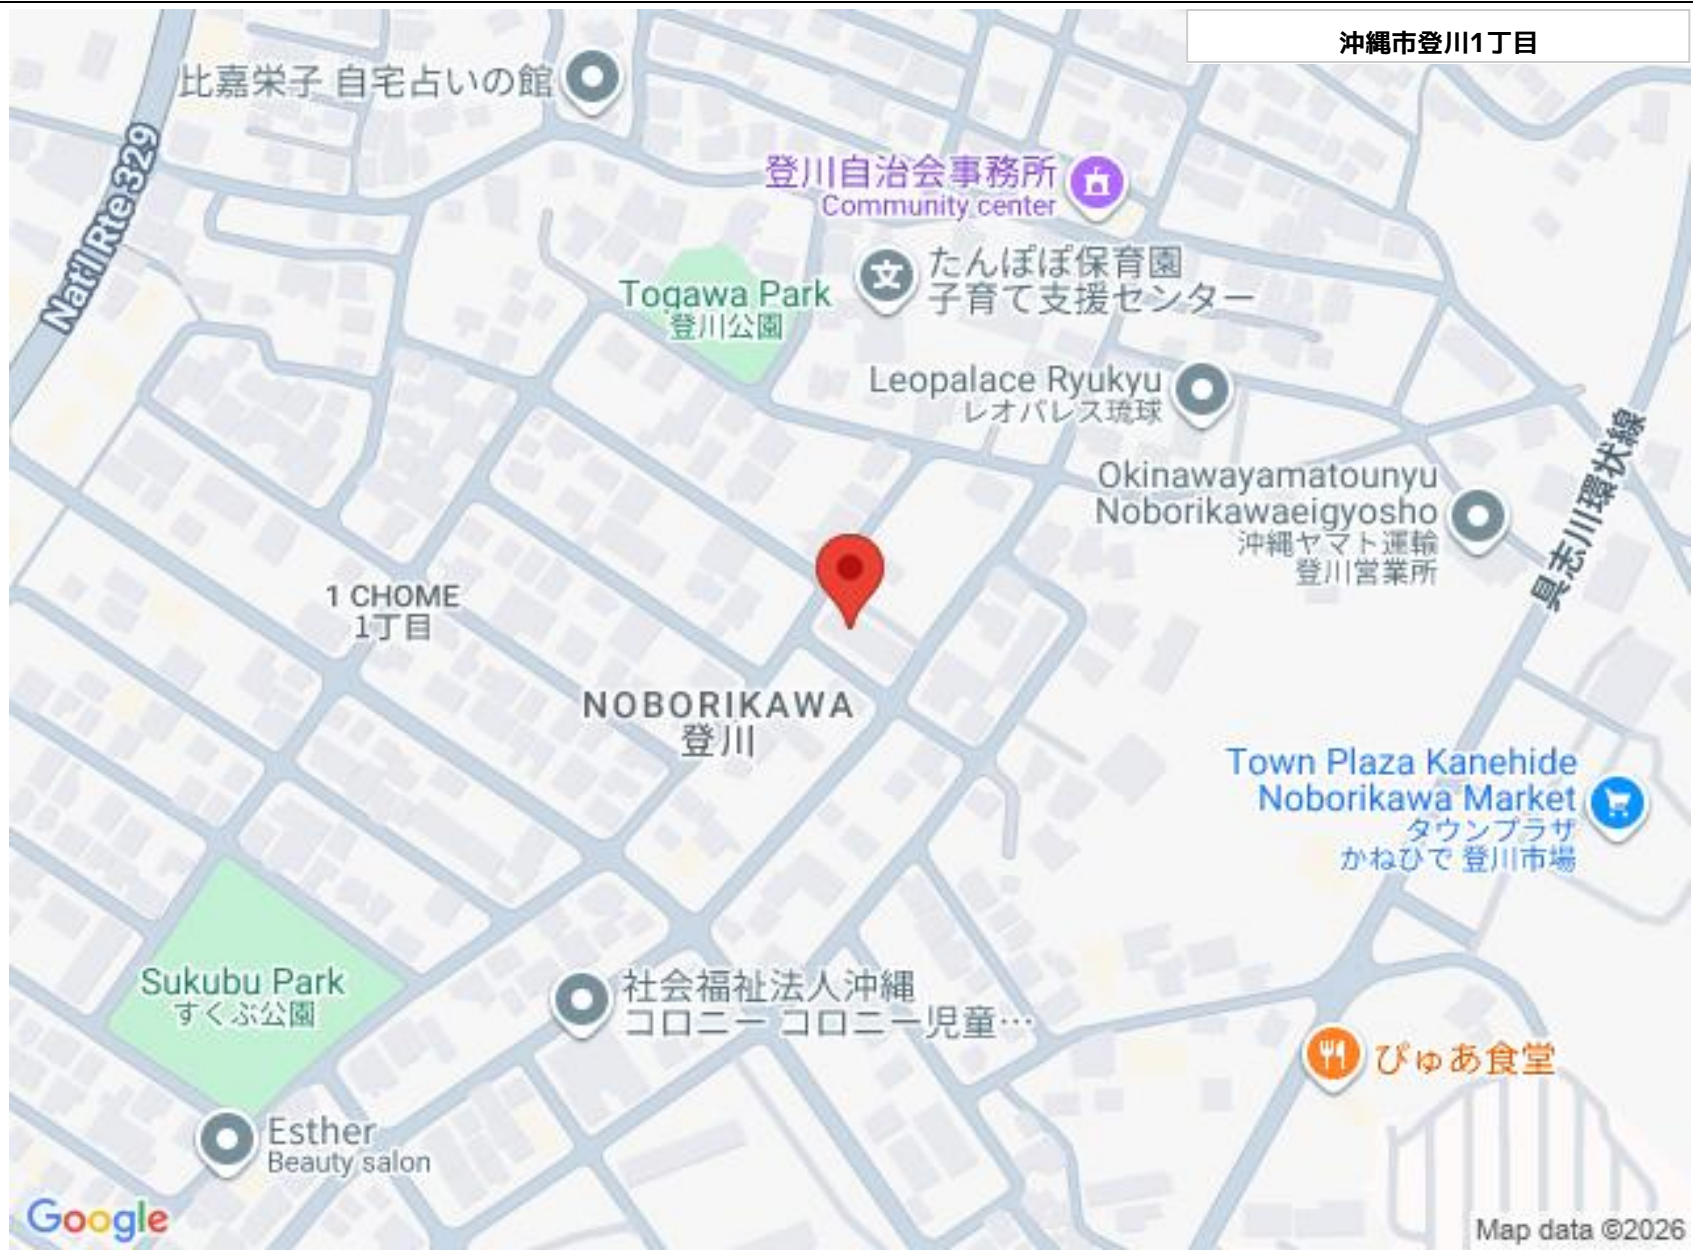 沖縄市登川1丁目
比嘉栄子 自宅占いの館
Nat'l Rte 329
登川自治会事務所
Community center
たんぽぽ保育園
子育て支援センター
Togawa Park
登川公園
Leopalace Ryukyu
レオパレス琉球
Okinawayamatounyu
Noborikawaeigyosho
沖縄ヤマト運輸
登川営業所
具志川環状線
1 CHOME
1丁目
NOBORIKAWA
登川
Town Plaza Kanehide
Noborikawa Market
タウンプラザ
かねひで 登川市場
Sukubu Park
すくぶ公園
社会福祉法人沖縄
コロニー コロニー児童…
ぴゅあ食堂
Esther
Beauty salon
Google
Map data ©2026